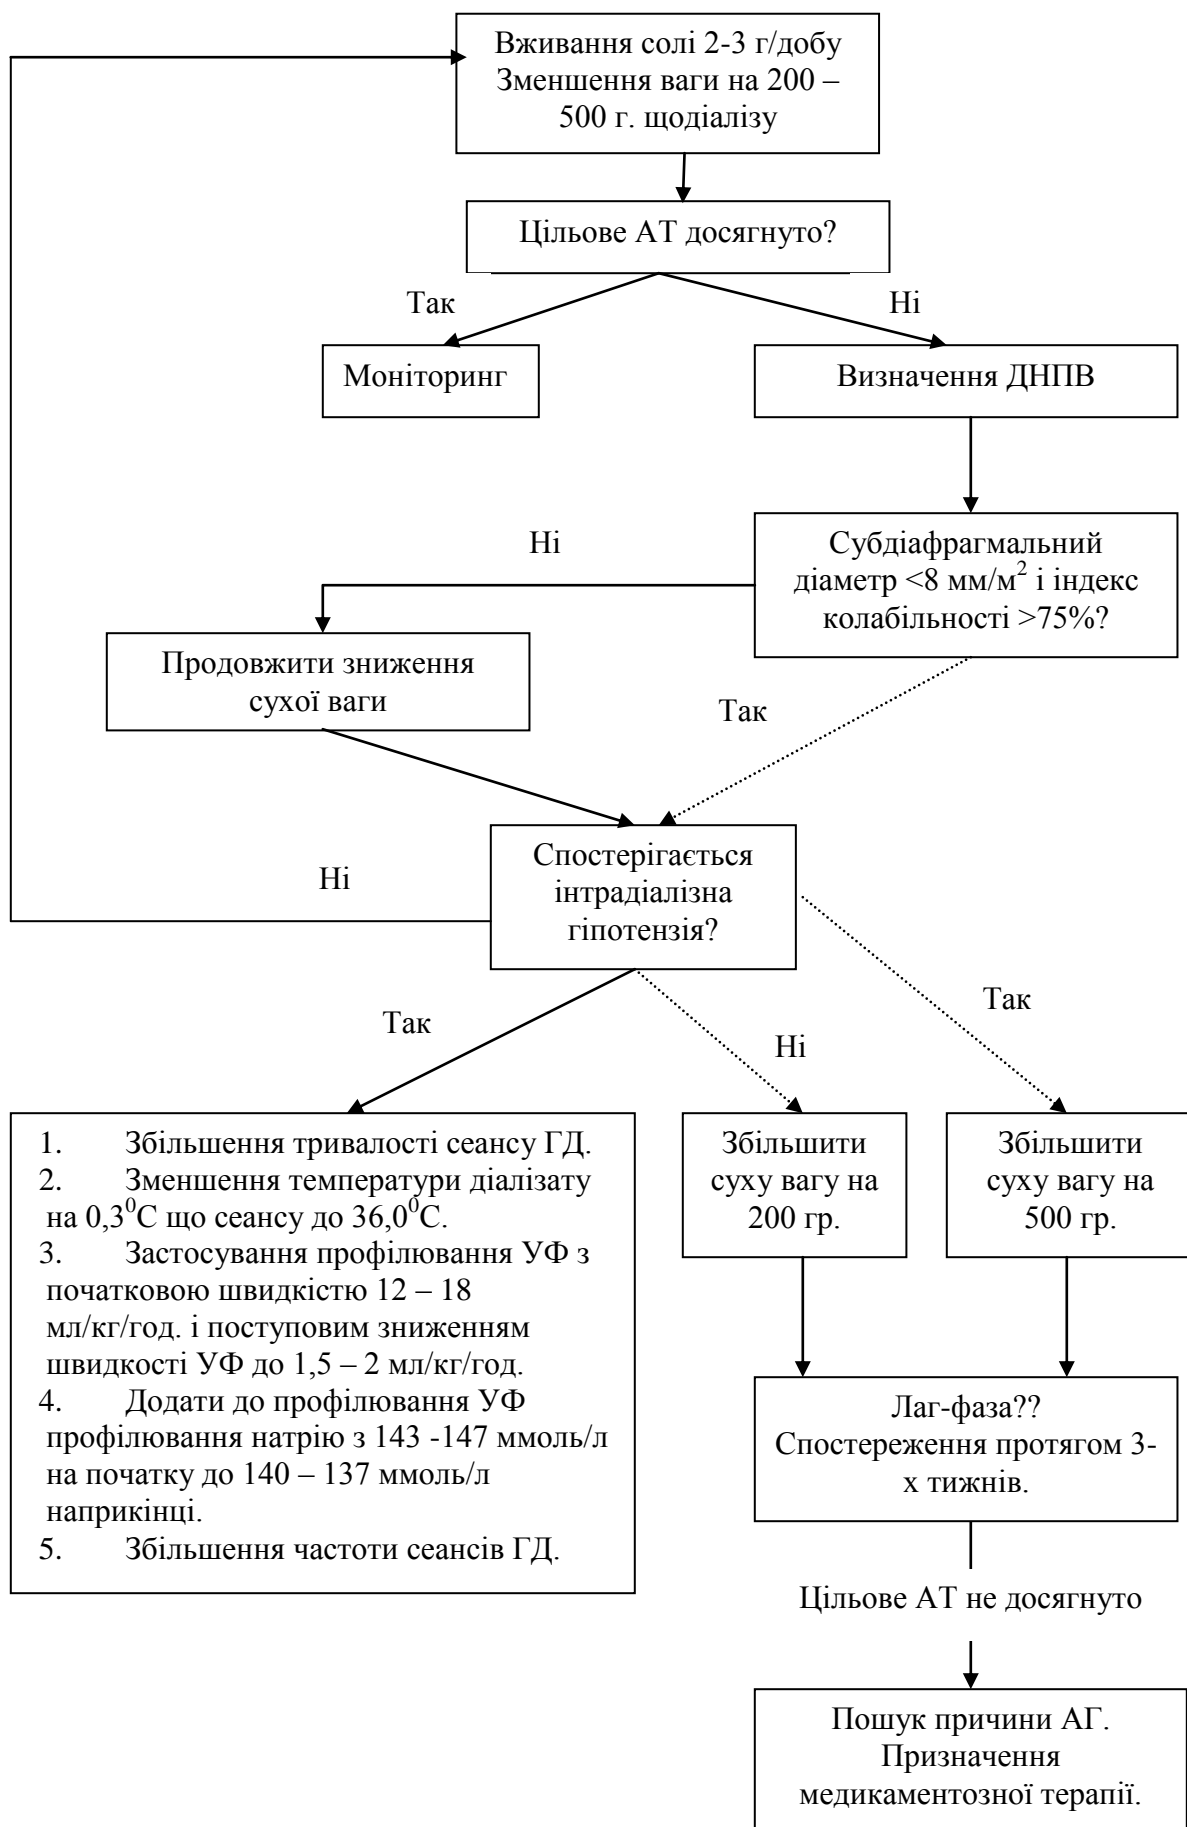 Вживання солі 2-3 г/добу
Зменшення ваги на 200 –
500 г. щодіалізу
Цільове АТ досягнуто?
Так
Ні
Моніторинг
Визначення ДНПВ
Ні
Субдіафрагмальний
діаметр <8 мм/м² і індекс
колабільності >75%?
Продовжити зниження
сухої ваги
Так
Спостерігається
інтрадіалізна
гіпотензія?
Ні
Так
Ні
Так
1. Збільшення тривалості сеансу ГД.
2. Зменшення температури діалізату
на 0,3⁰С що сеансу до 36,0⁰С.
3. Застосування профілювання УФ з
початковою швидкістю 12 – 18
мл/кг/год. і поступовим зниженням
швидкості УФ до 1,5 – 2 мл/кг/год.
4. Додати до профілювання УФ
профілювання натрію з 143 -147 ммоль/л
на початку до 140 – 137 ммоль/л
наприкінці.
5. Збільшення частоти сеансів ГД.
Збільшити
суху вагу на
200 гр.
Збільшити
суху вагу на
500 гр.
Лаг-фаза??
Спостереження протягом 3-
х тижнів.
Цільове АТ не досягнуто
Пошук причини АГ.
Призначення
медикаментозної терапії.